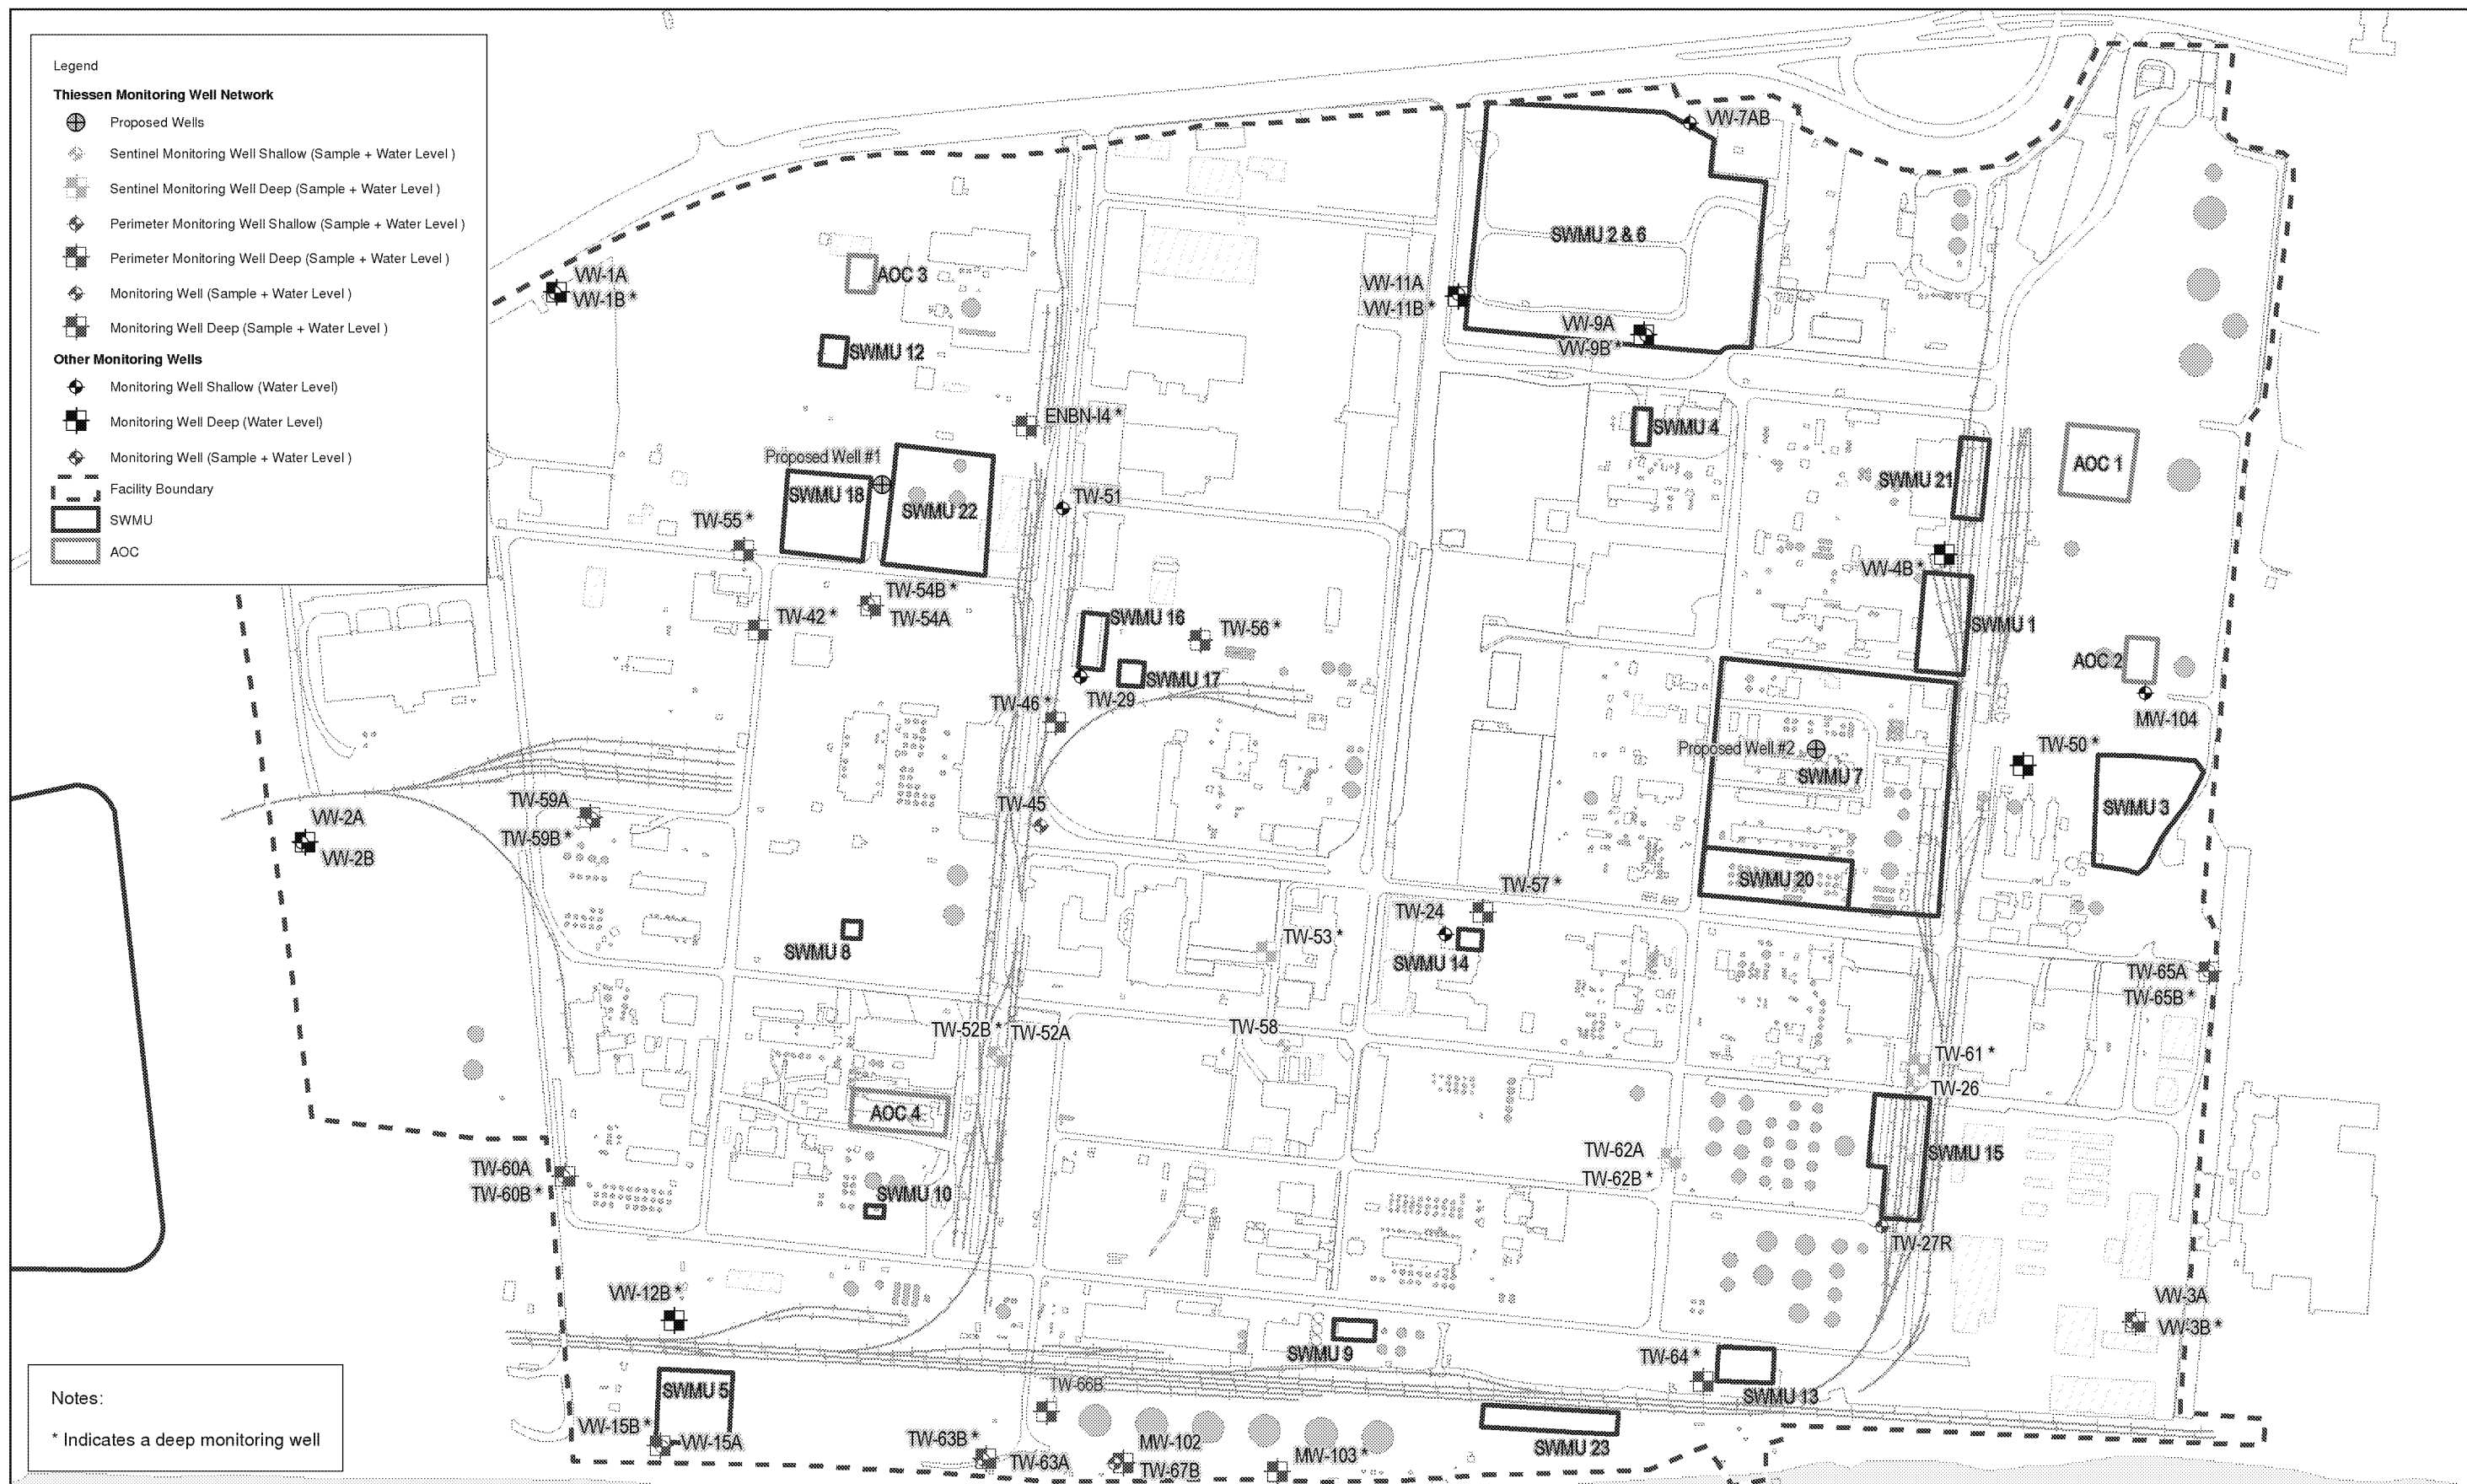 Legend
Thiessen Monitoring Well Network
Proposed Wells
Sentinel Monitoring Well Shallow (Sample + Water Level )
Sentinel Monitoring Well Deep (Sample + Water Level )
Perimeter Monitoring Well Shallow (Sample + Water Level )
Perimeter Monitoring Well Deep (Sample + Water Level )
Monitoring Well (Sample + Water Level )
Monitoring Well Deep (Sample + Water Level )
Other Monitoring Wells
Monitoring Well Shallow (Water Level)
Monitoring Well Deep (Water Level)
Monitoring Well (Sample + Water Level )
Facility Boundary
SWMU
AOC
VW-7AB
SWMU 2 & 6
VW-1A
VW-1B *
AOC 3
VW-11A
VW-11B *
VW-9A
VW-9B *
SWMU 12
ENBN-I4 *
SWMU 4
Proposed Well #1
SWMU 18
SWMU 22
TW-51
SWMU 21
AOC 1
TW-55 *
VW-4B *
TW-54B *
TW-54A
TW-42 *
SWMU 16
TW-56 *
SWMU 1
SWMU 17
AOC 2
TW-46 *
TW-29
MW-104
Proposed Well #2
SWMU 7
TW-50 *
TW-59A
TW-59B *
TW-45
SWMU 3
VW-2A
VW-2B
SWMU 20
TW-57 *
TW-24
TW-53 *
SWMU 8
SWMU 14
TW-65A
TW-65B *
TW-52B *
TW-52A
TW-58
TW-61 *
TW-26
AOC 4
TW-62A
TW-62B *
SWMU 15
TW-60A
TW-60B *
SWMU 10
TW-27R
VW-12B *
VW-3A
VW-3B *
SWMU 9
TW-64 *
SWMU 13
SWMU 5
TW-66B
VW-15B *
VW-15A
TW-63B *
TW-63A
MW-102
TW-67B
MW-103 *
SWMU 23
Notes:
* Indicates a deep monitoring well